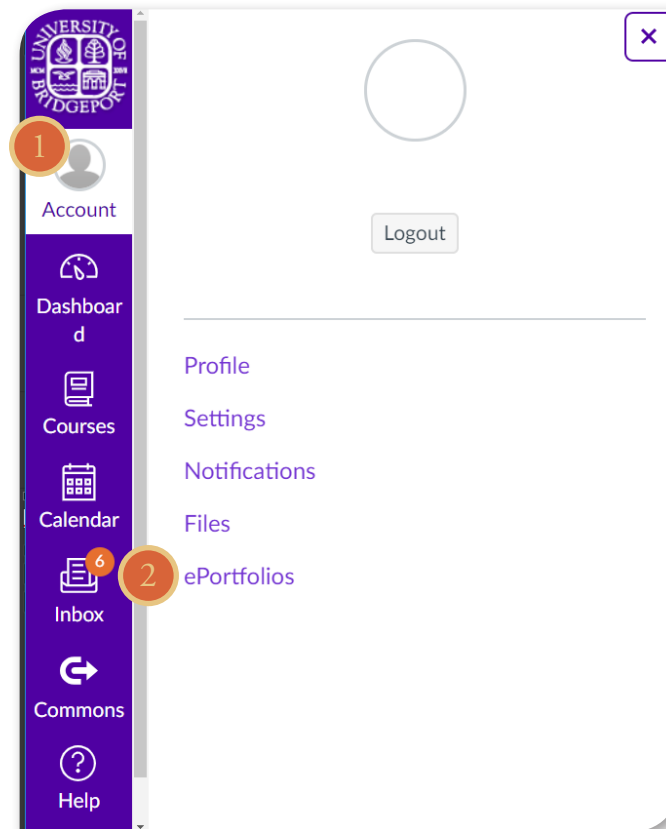 UNIVERSITY OF
BRIDGEPORT
1
Account
Dashboar
d
Courses
Calendar
6
Inbox
Commons
Help
×
Logout
Profile
Settings
Notifications
Files
2
ePortfolios